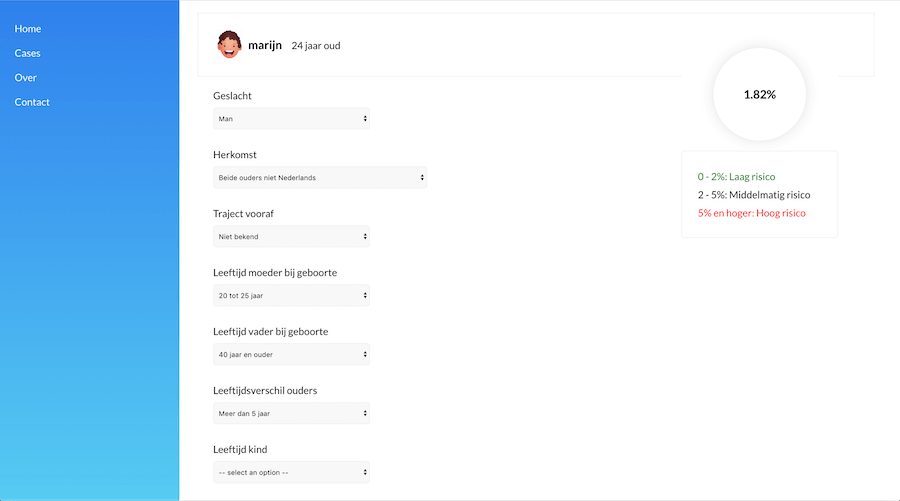 Home
Cases
Over
Contact
marijn 24 jaar oud
1.82%
0 - 2%: Laag risico
2 - 5%: Middelmatig risico
5% en hoger: Hoog risico
Geslacht
Man
Herkomst
Beide ouders niet Nederlands
Traject vooraf
Niet bekend
Leeftijd moeder bij geboorte
20 tot 25 jaar
Leeftijd vader bij geboorte
40 jaar en ouder
Leeftijdsverschil ouders
Meer dan 5 jaar
Leeftijd kind
-- select an option --